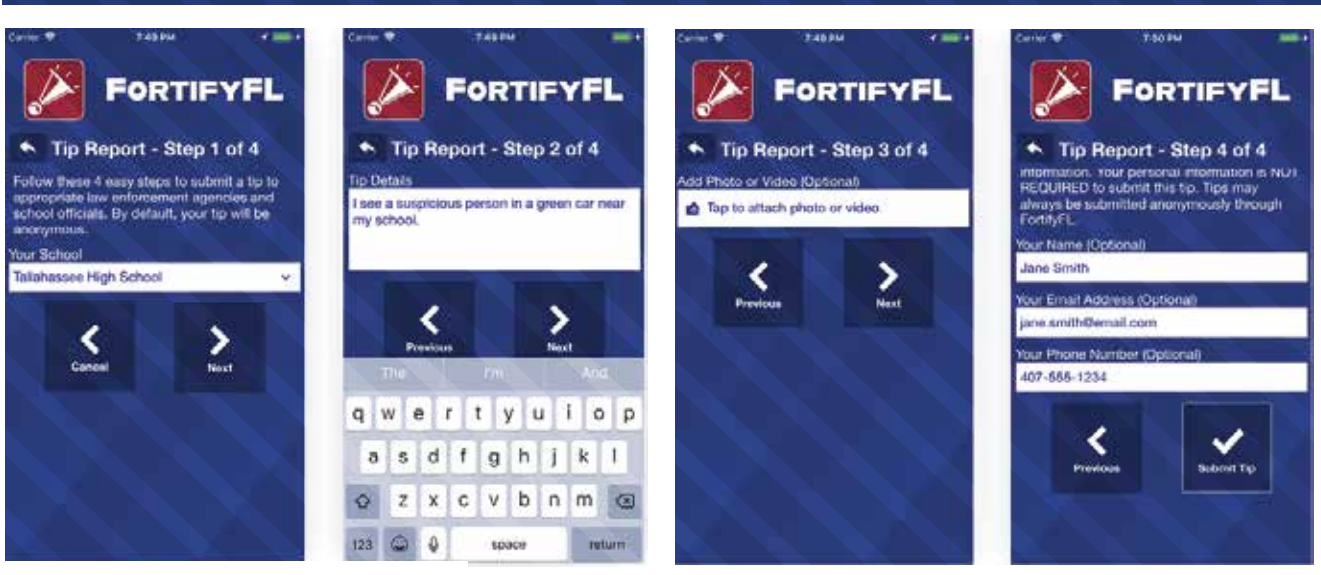 Carrier 7:49 PM
FORTIFYFL
Tip Report - Step 1 of 4
Follow these 4 easy steps to submit a tip to
appropriate law enforcement agencies and
school officials. By default, your tip will be
anonymous.
Your School
Tallahassee High School
Cancel
Next
Carrier 7:49 PM
FORTIFYFL
Tip Report - Step 2 of 4
Tip Details
I see a suspicious person in a green car near
my school.
Previous
Next
The I'm And
q w e r t y u i o p
a s d f g h j k l
z x c v b n m
123 space return
Carrier 7:49 PM
FORTIFYFL
Tip Report - Step 3 of 4
Add Photo or Video (Optional)
Tap to attach photo or video.
Previous
Next
Carrier 7:50 PM
FORTIFYFL
Tip Report - Step 4 of 4
information. Your personal information is NOT
REQUIRED to submit this tip. Tips may
always be submitted anonymously through
FortifyFL.
Your Name (Optional)
Jane Smith
Your Email Address (Optional)
jane.smith@email.com
Your Phone Number (Optional)
407-555-1234
Previous
Submit Tip